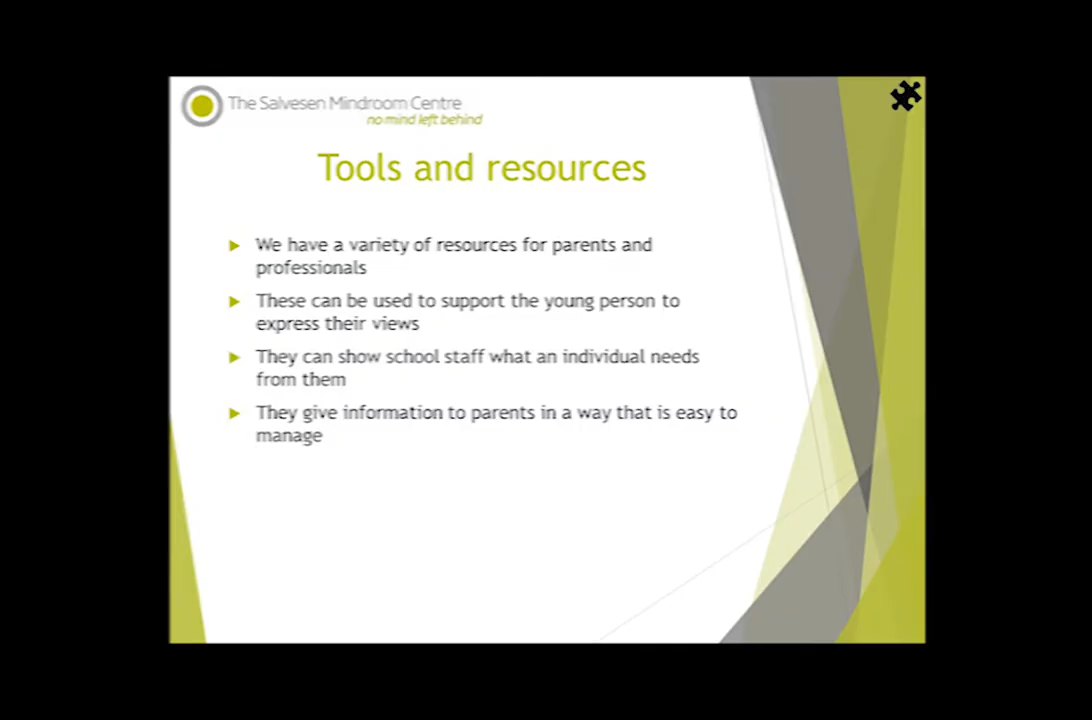 The Salvesen Mindroom Centre
no mind left behind
Tools and resources
We have a variety of resources for parents and
professionals
These can be used to support the young person to
express their views
They can show school staff what an individual needs
from them
They give information to parents in a way that is easy to
manage